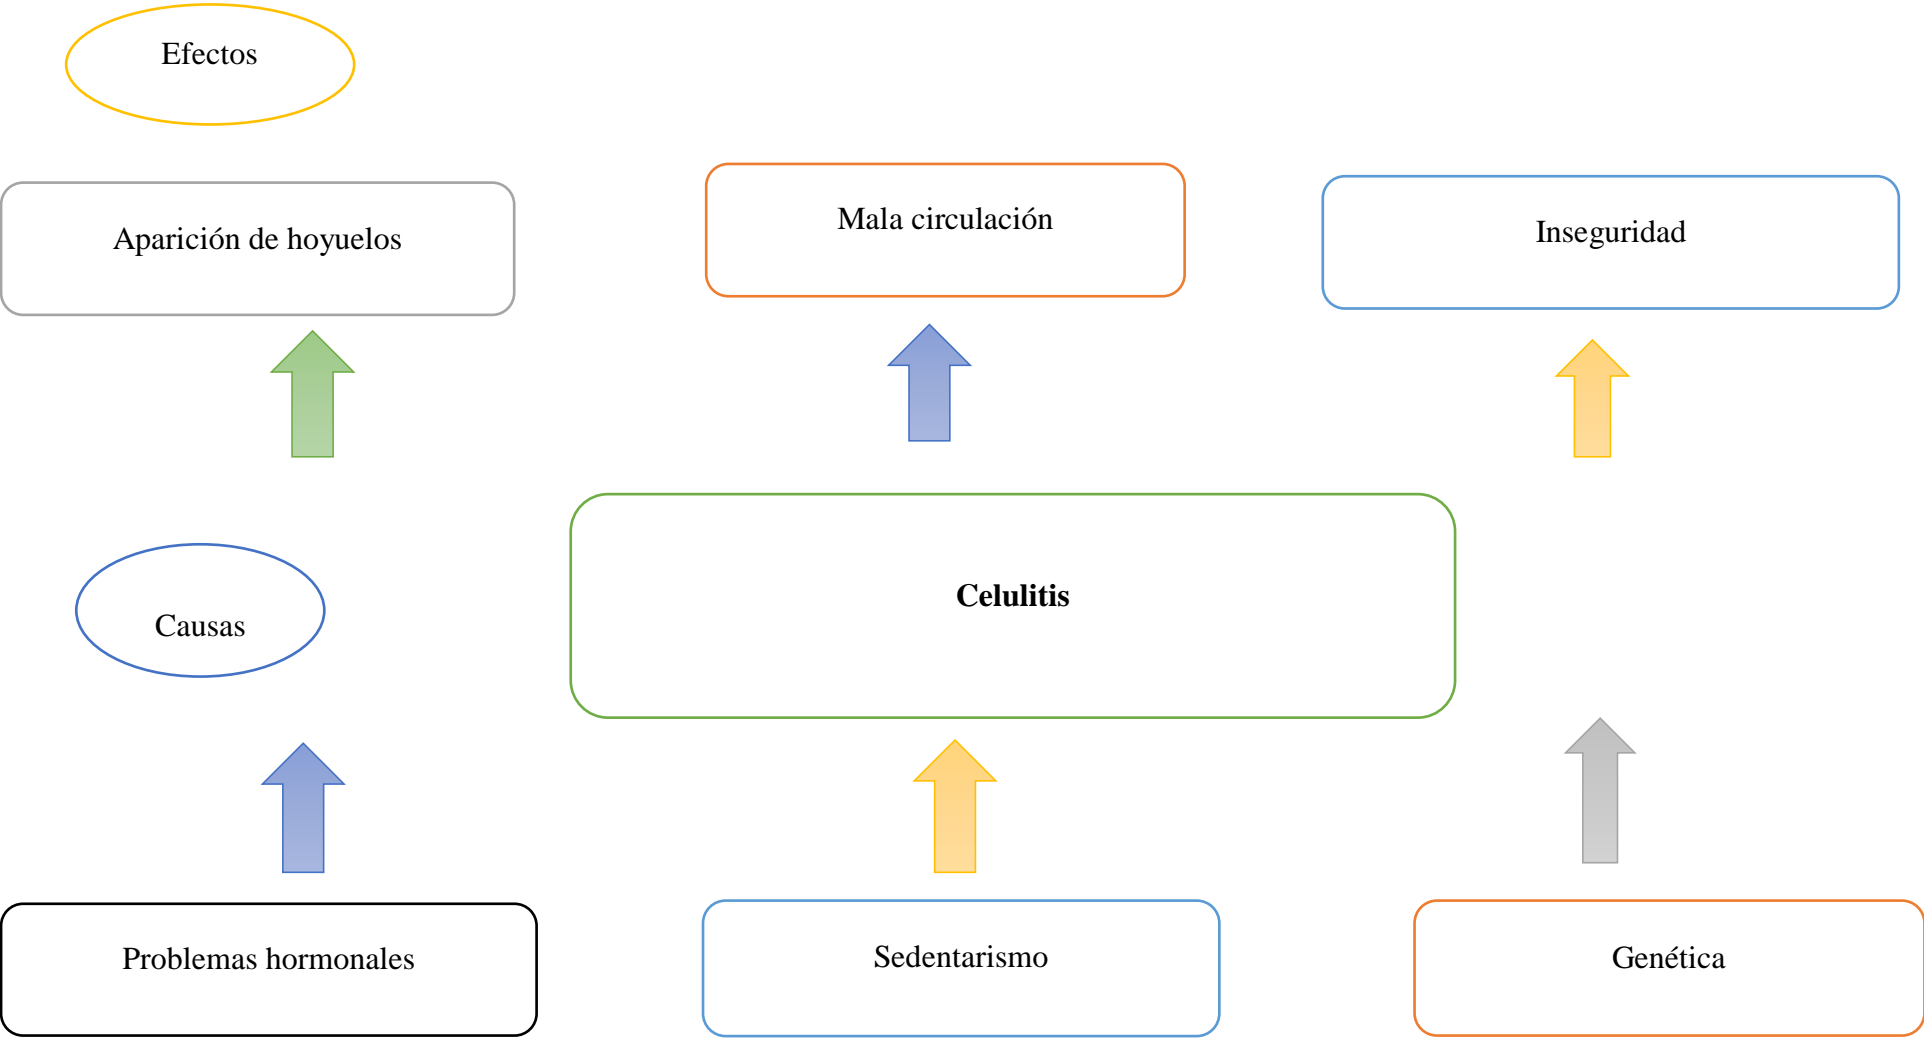 Efectos
Aparición de hoyuelos
Mala circulación
Inseguridad
Causas
Celulitis
Problemas hormonales
Sedentarismo
Genética